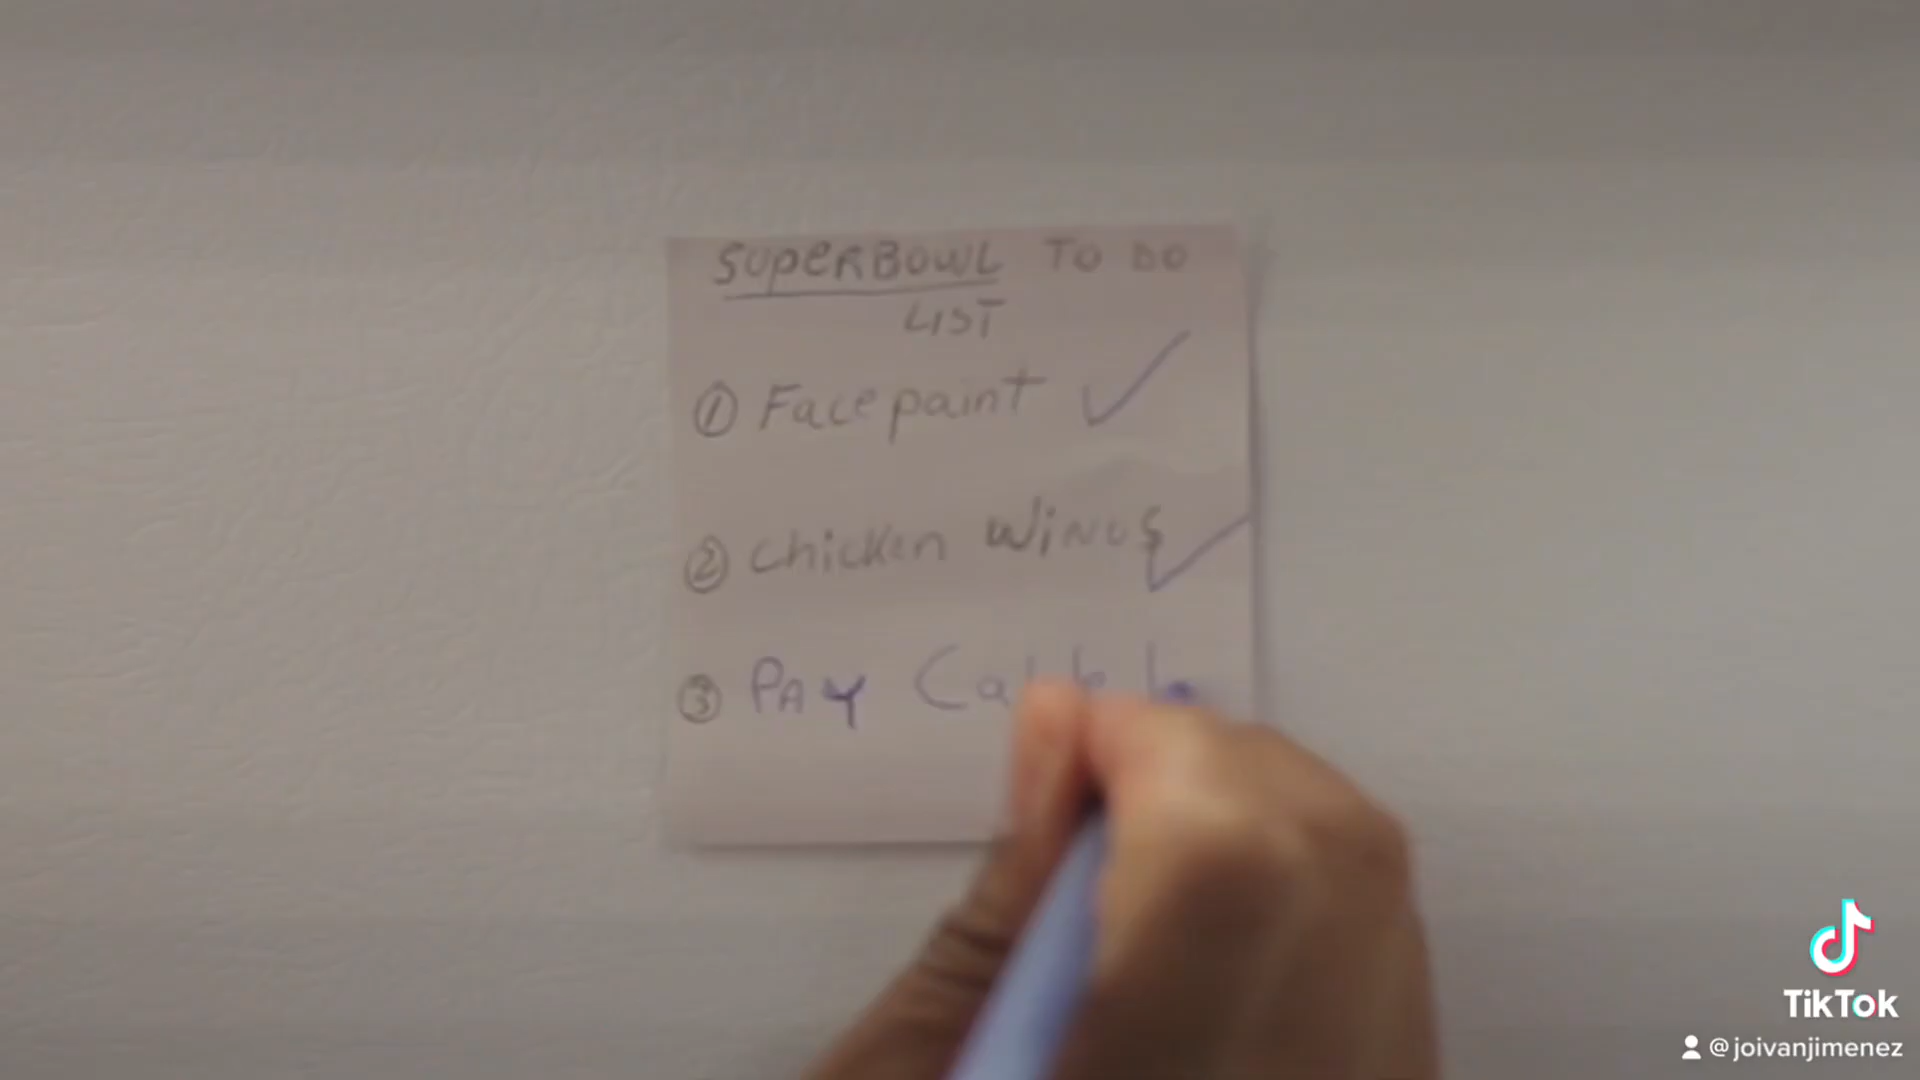 SUPERBOWL TO DO
LIST
① Facepaint ✓
② Chicken WINGS ✓
③ PAY
TikTok
@joivanjimenez